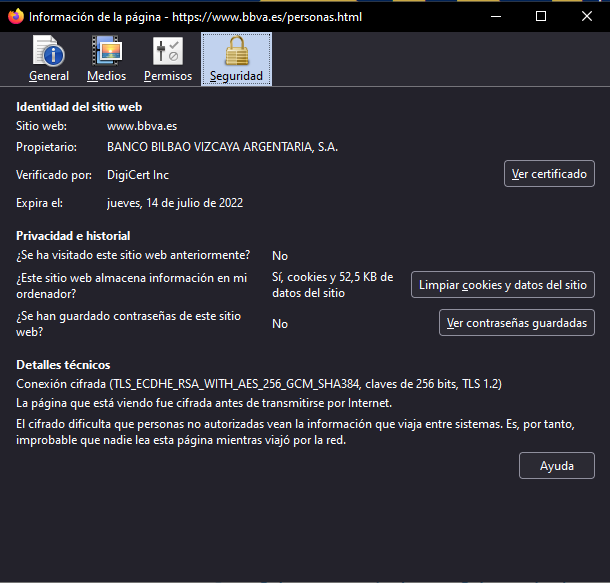 Información de la página - https://www.bbva.es/personas.html
General Medios Permisos Seguridad
Identidad del sitio web
Sitio web: www.bbva.es
Propietario: BANCO BILBAO VIZCAYA ARGENTARIA, S.A.
Verificado por: DigiCert Inc Ver certificado
Expira el: jueves, 14 de julio de 2022
Privacidad e historial
¿Se ha visitado este sitio web anteriormente? No
¿Este sitio web almacena información en mi
ordenador?
Sí, cookies y 52,5 KB de
datos del sitio
Limpiar cookies y datos del sitio
¿Se han guardado contraseñas de este sitio
web?
No
Ver contraseñas guardadas
Detalles técnicos
Conexión cifrada (TLS_ECDHE_RSA_WITH_AES_256_GCM_SHA384, claves de 256 bits, TLS 1.2)
La página que está viendo fue cifrada antes de transmitirse por Internet.
El cifrado dificulta que personas no autorizadas vean la información que viaja entre sistemas. Es, por tanto,
improbable que nadie lea esta página mientras viajó por la red.
Ayuda